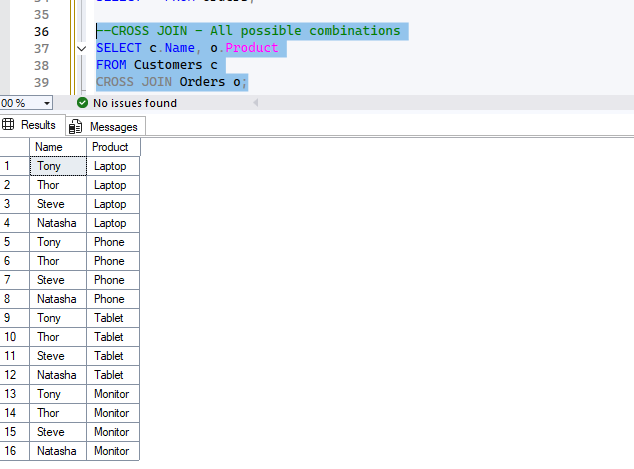 36 --CROSS JOIN - All possible combinations
37 SELECT c.Name, o.Product
38 FROM Customers c
39 CROSS JOIN Orders o;
00 % No issues found
Results Messages
Name Product
1 Tony Laptop
2 Thor Laptop
3 Steve Laptop
4 Natasha Laptop
5 Tony Phone
6 Thor Phone
7 Steve Phone
8 Natasha Phone
9 Tony Tablet
10 Thor Tablet
11 Steve Tablet
12 Natasha Tablet
13 Tony Monitor
14 Thor Monitor
15 Steve Monitor
16 Natasha Monitor